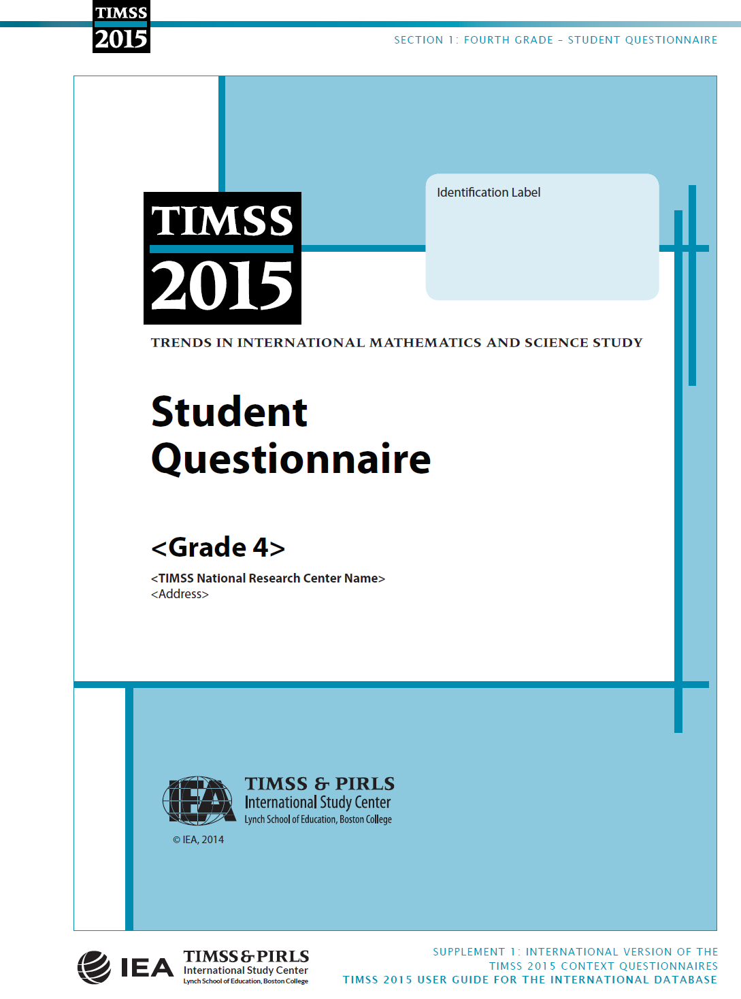 TIMSS
2015
SECTION 1: FOURTH GRADE – STUDENT QUESTIONNAIRE
Identification Label
TIMSS
2015
TRENDS IN INTERNATIONAL MATHEMATICS AND SCIENCE STUDY
Student
Questionnaire
<Grade 4>
<TIMSS National Research Center Name>
<Address>
IEA
TIMSS & PIRLS
International Study Center
Lynch School of Education, Boston College
© IEA, 2014
IEA
TIMSS & PIRLS
International Study Center
Lynch School of Education, Boston College
SUPPLEMENT 1: INTERNATIONAL VERSION OF THE
TIMSS 2015 CONTEXT QUESTIONNAIRES
TIMSS 2015 USER GUIDE FOR THE INTERNATIONAL DATABASE